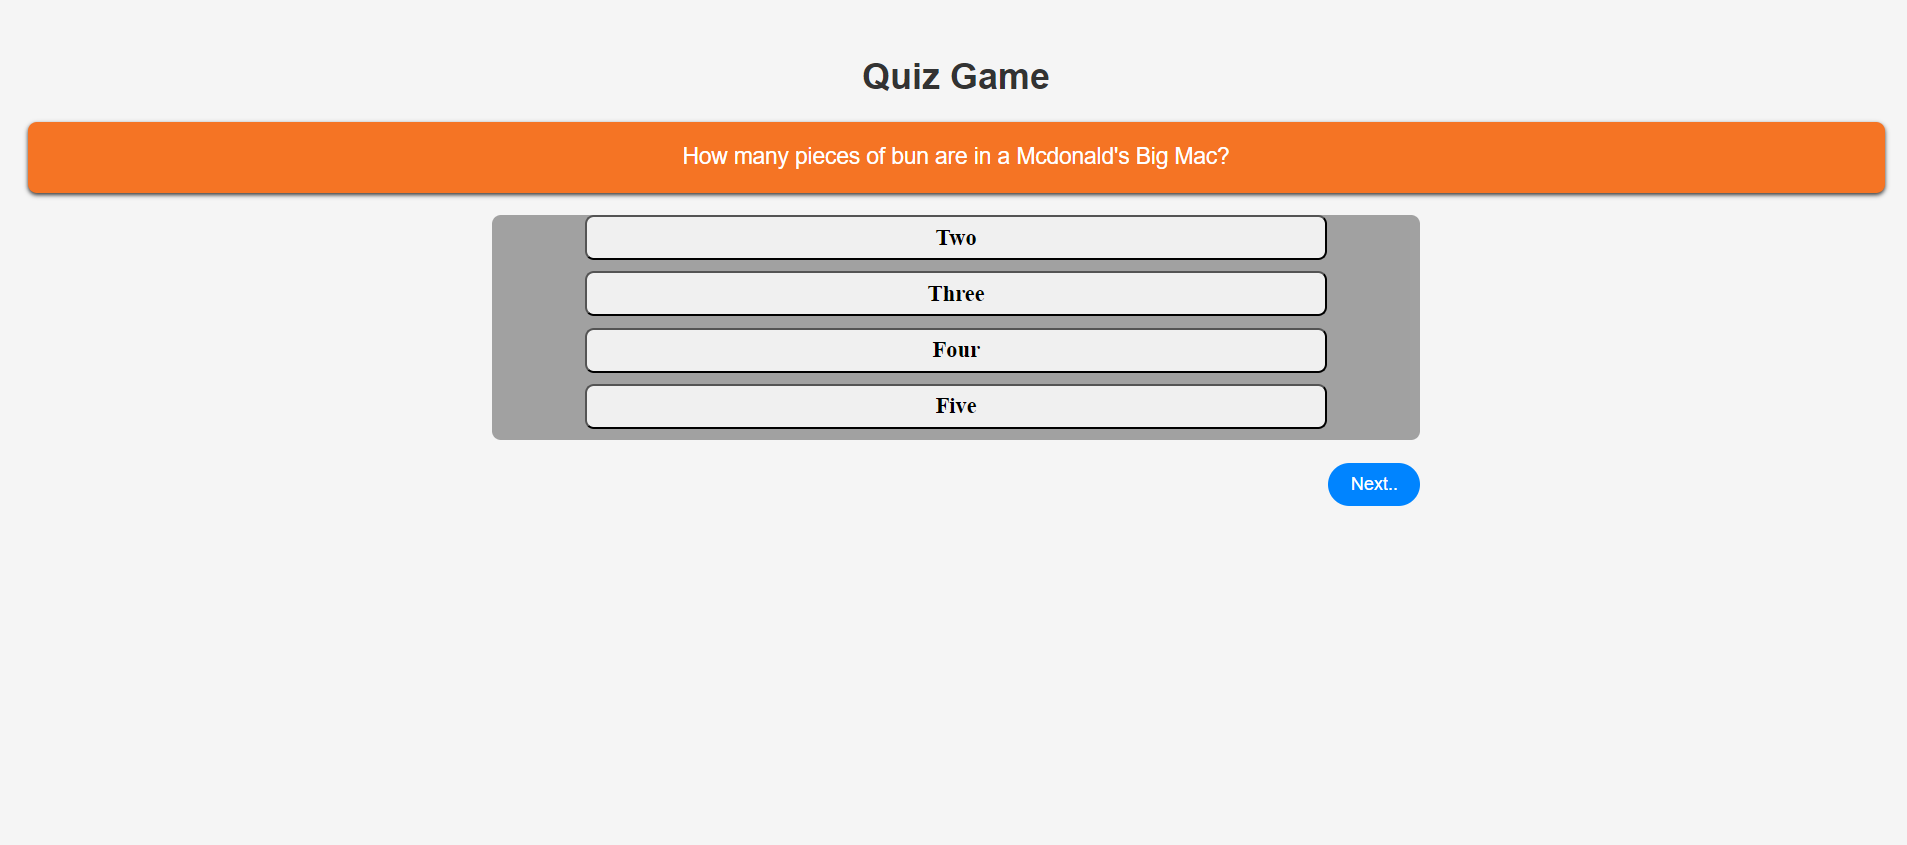 Quiz Game
How many pieces of bun are in a Mcdonald's Big Mac?
Two
Three
Four
Five
Next..